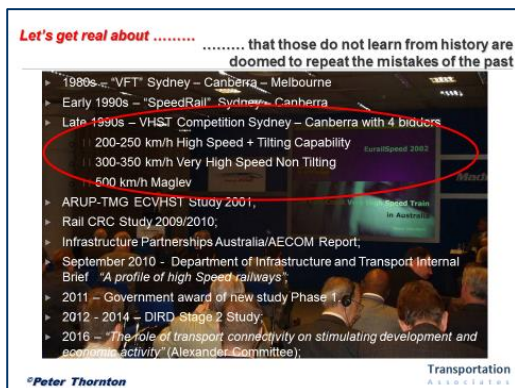 Let's get real about ………
……… that those do not learn from history are
doomed to repeat the mistakes of the past
1980s – "VFT" Sydney – Canberra – Melbourne
Early 1990s – "SpeedRail" Sydney - Canberra
Late 1990s – VHST Competition Sydney – Canberra with 4 bidders
200-250 km/h High Speed + Tilting Capability
EurailSpeed 2002
300-350 km/h Very High Speed Non Tilting
500 km/h Maglev
High Speed Train
in Australia
ARUP-TMG ECVHST Study 2001;
Rail CRC Study 2009/2010;
Infrastructure Partnerships Australia/AECOM Report;
September 2010 - Department of Infrastructure and Transport Internal
Brief "A profile of high Speed railways";
2011 – Government award of new study Phase 1
2012 - 2014 – DIRD Stage 2 Study;
2016 – "The role of transport connectivity on stimulating development and
economic activity" (Alexander Committee);
©Peter Thornton
Transportation
Associates